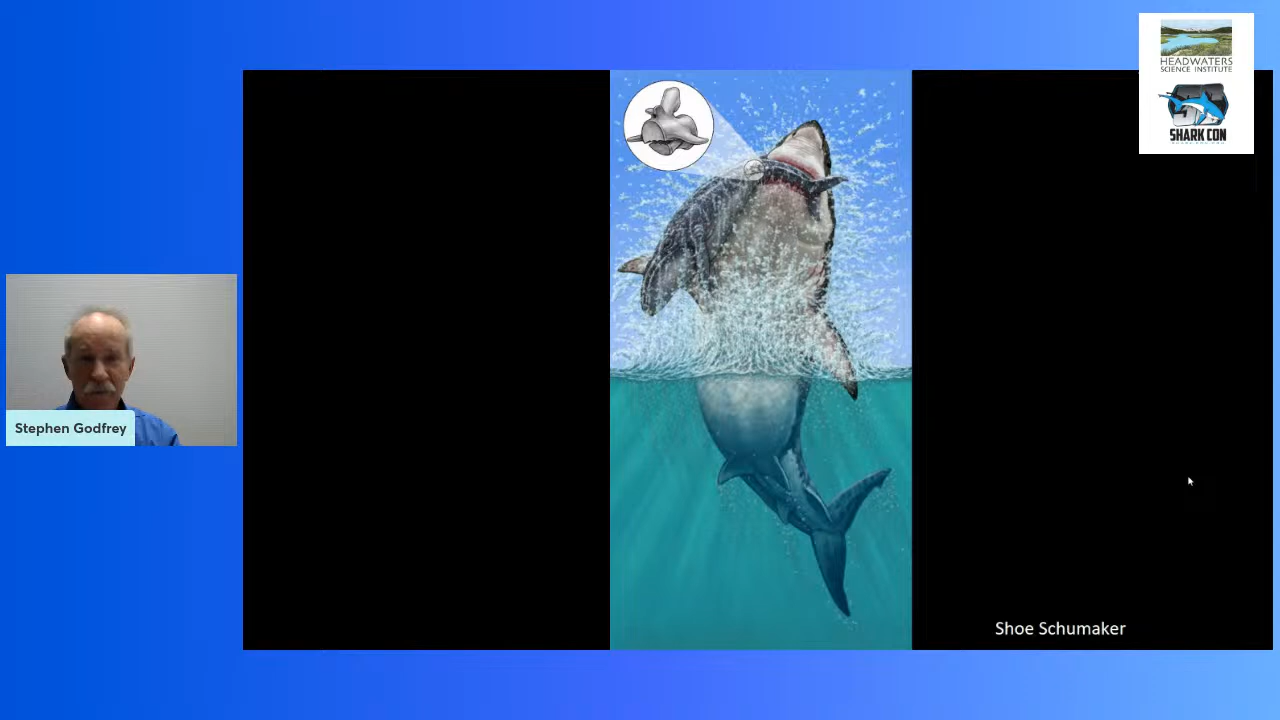 HEADWATERS
SCIENCE INSTITUTE
SHARK CON
Stephen Godfrey
Shoe Schumaker